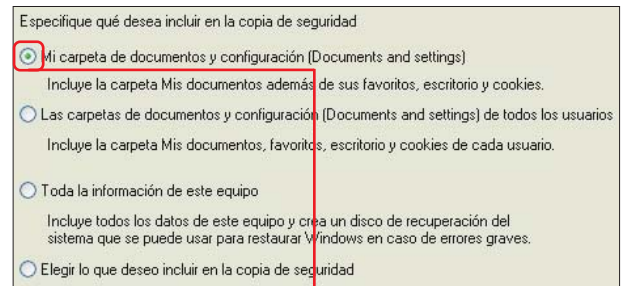 Especifique qué desea incluir en la copia de seguridad
Mi carpeta de documentos y configuración (Documents and settings)
Incluye la carpeta Mis documentos además de sus favoritos, escritorio y cookies.
Las carpetas de documentos y configuración (Documents and settings) de todos los usuarios
Incluye la carpeta Mis documentos, favoritos, escritorio y cookies de cada usuario.
Toda la información de este equipo
Incluye todos los datos de este equipo y crea un disco de recuperación del
sistema que se puede usar para restaurar Windows en caso de errores graves.
Elegir lo que deseo incluir en la copia de seguridad